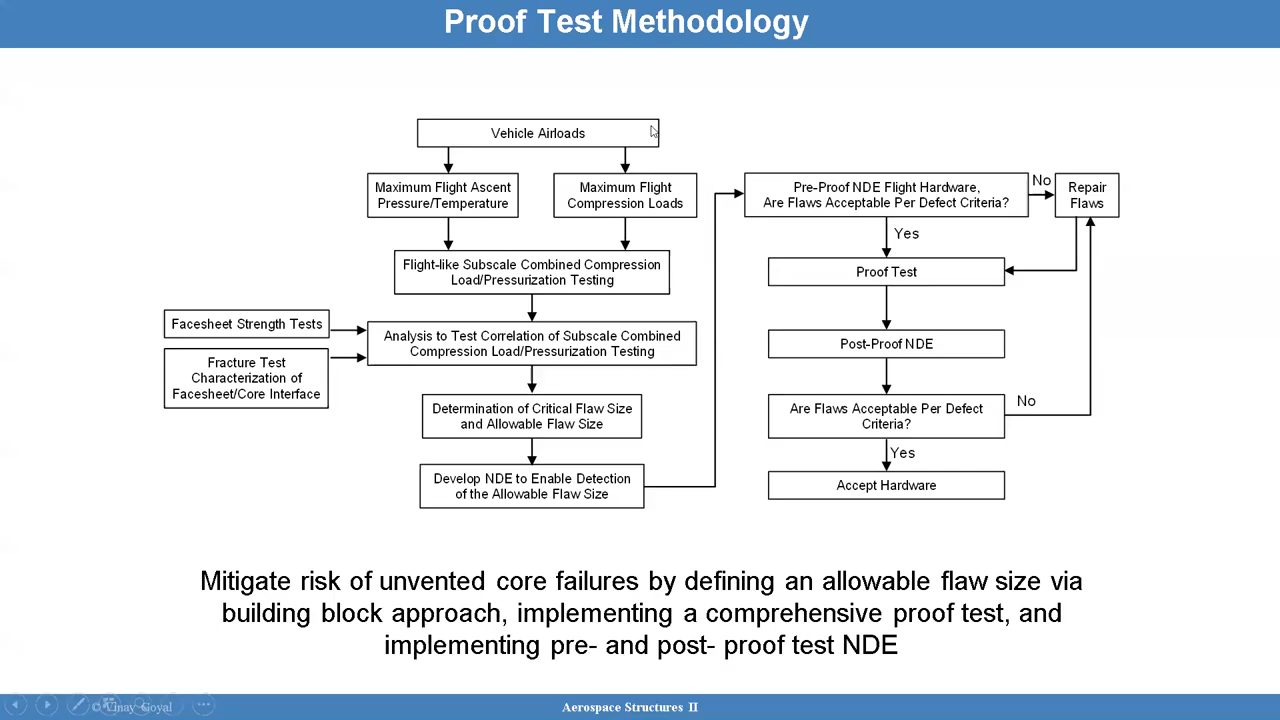 Proof Test Methodology
Vehicle Airloads
Maximum Flight Ascent
Pressure/Temperature
Maximum Flight
Compression Loads
Flight-like Subscale Combined Compression
Load/Pressurization Testing
Facesheet Strength Tests
Fracture Test
Characterization of
Facesheet/Core Interface
Analysis to Test Correlation of Subscale Combined
Compression Load/Pressurization Testing
Determination of Critical Flaw Size
and Allowable Flaw Size
Develop NDE to Enable Detection
of the Allowable Flaw Size
Pre-Proof NDE Flight Hardware,
Are Flaws Acceptable Per Defect Criteria?
No
Repair
Flaws
Yes
Proof Test
Post-Proof NDE
Are Flaws Acceptable Per Defect
Criteria?
No
Yes
Accept Hardware
Mitigate risk of unvented core failures by defining an allowable flaw size via
building block approach, implementing a comprehensive proof test, and
implementing pre- and post- proof test NDE
© Vinay Goyal
Aerospace Structures II